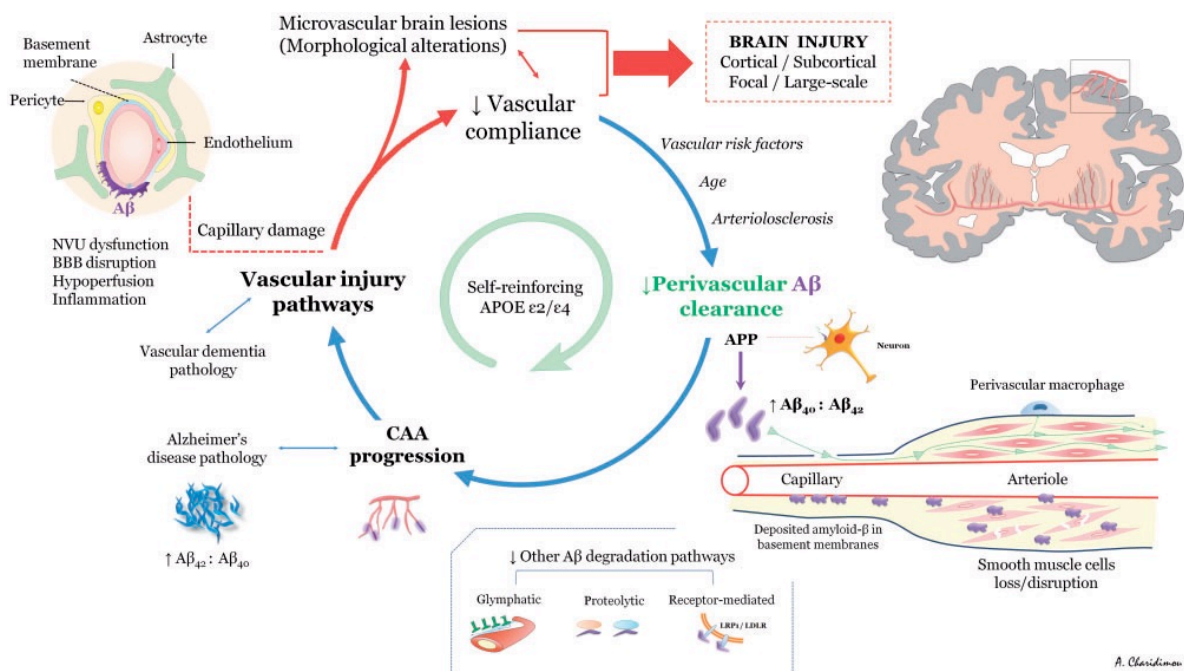 Microvascular brain lesions
(Morphological alterations)
BRAIN INJURY
Cortical / Subcortical
Focal / Large-scale
Basement
membrane
Astrocyte
Pericyte
Endothelium
Aβ
↓ Vascular
compliance
Vascular risk factors
Age
Arteriolosclerosis
Capillary damage
NVU dysfunction
BBB disruption
Hypoperfusion
Inflammation
Vascular injury
pathways
Self-reinforcing
APOE ε2/ε4
↓Perivascular Aβ
clearance
APP
Neuron
Vascular dementia
pathology
↑ Aβ₄₀ : Aβ₄₂
Perivascular macrophage
Alzheimer's
disease pathology
CAA
progression
Capillary
Arteriole
Deposited amyloid-β in
basement membranes
Smooth muscle cells
loss/disruption
↑ Aβ₄₂ : Aβ₄₀
↓ Other Aβ degradation pathways
Glymphatic
Proteolytic
Receptor-mediated
LRP1 / LDLR
A. Charidimou